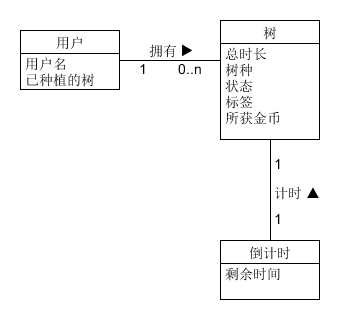 用户
用户名
已种植的树
拥有 ▶
1
0..n
树
总时长
树种
状态
标签
所获金币
1
计时 ▲
1
倒计时
剩余时间